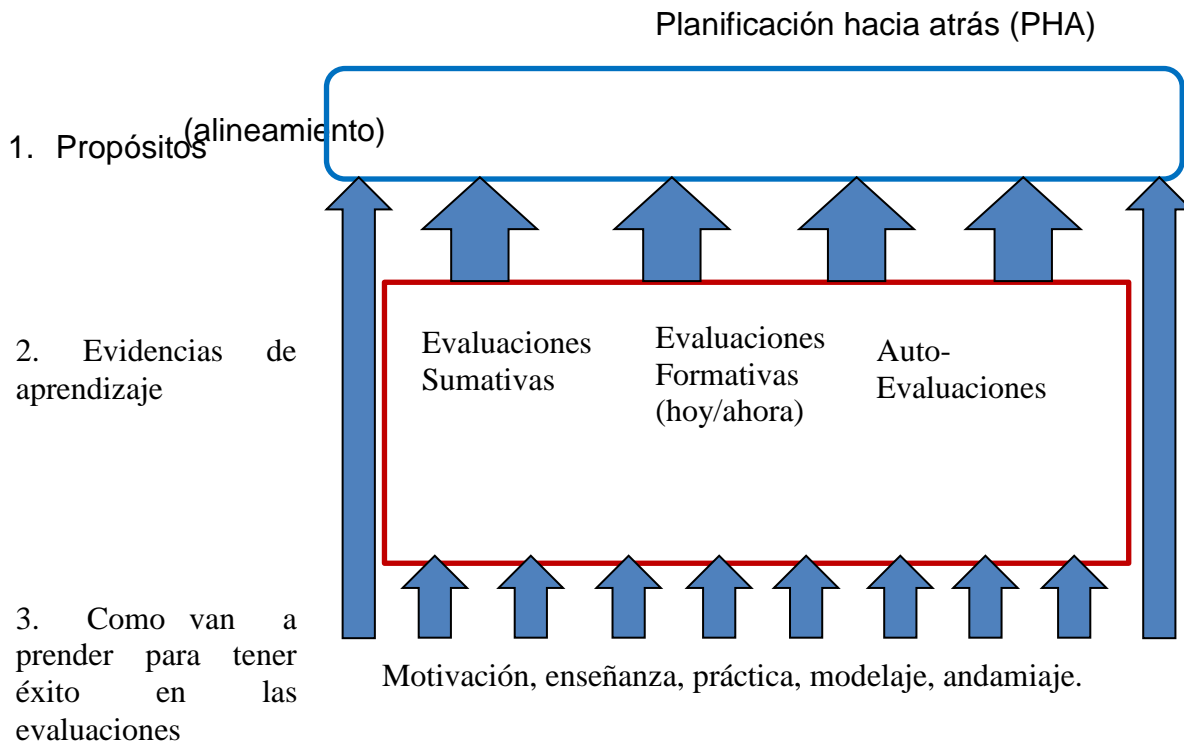 Planificación hacia atrás (PHA)
(alineamiento)
1. Propósitos
2. Evidencias de
aprendizaje
Evaluaciones
Sumativas
Evaluaciones
Formativas
(hoy/ahora)
Auto-
Evaluaciones
3. Como van a
prender para tener
éxito en las
evaluaciones
Motivación, enseñanza, práctica, modelaje, andamiaje.